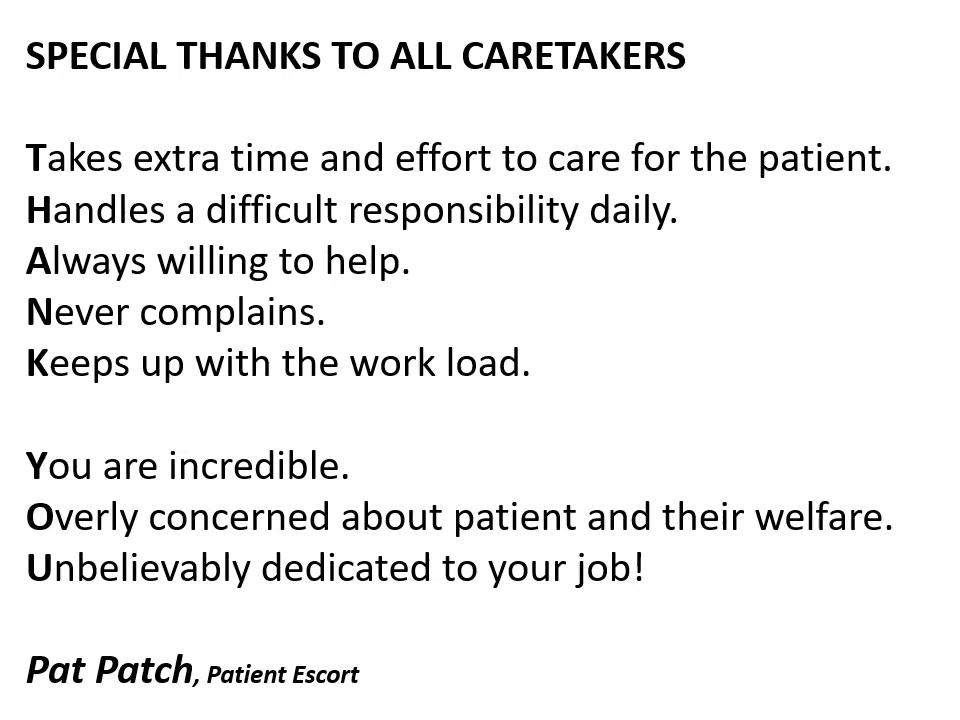 SPECIAL THANKS TO ALL CARETAKERS
Takes extra time and effort to care for the patient.
Handles a difficult responsibility daily.
Always willing to help.
Never complains.
Keeps up with the work load.
You are incredible.
Overly concerned about patient and their welfare.
Unbelievably dedicated to your job!
Pat Patch, Patient Escort